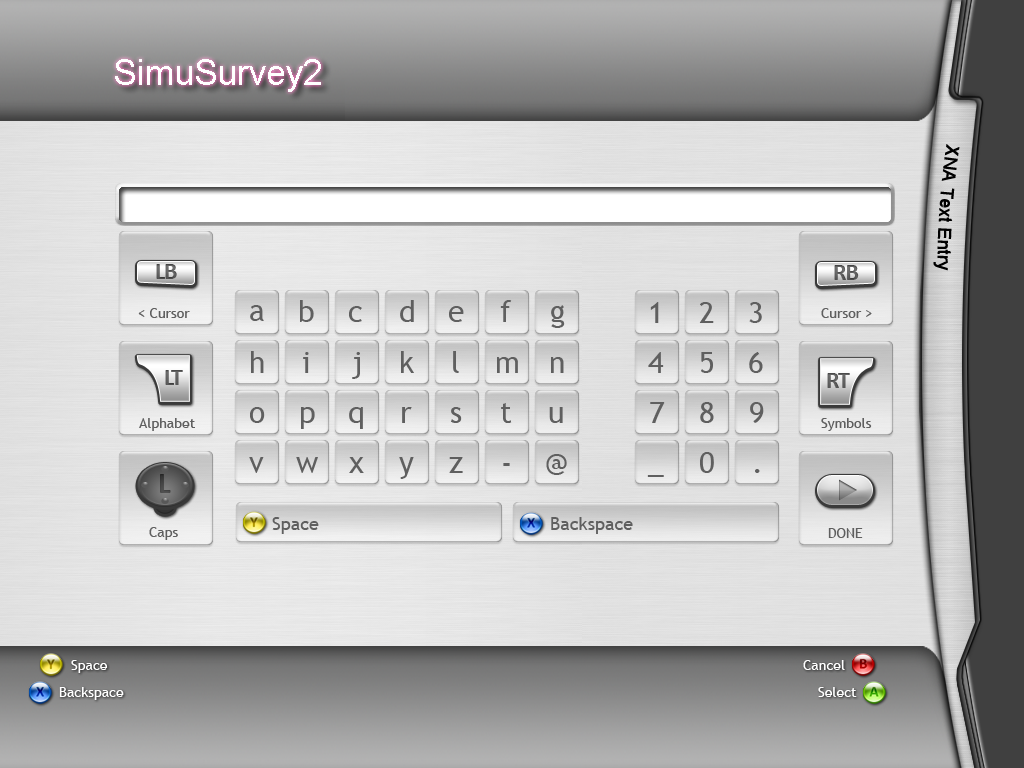 SimuSurvey2
XNA Text Entry
LB
< Cursor
RB
Cursor >
a b c d e f g 1 2 3
h i j k l m n 4 5 6
LT
Alphabet
RT
Symbols
o p q r s t u 7 8 9
v w x y z - @ _ 0 .
L
Caps
Y Space
X Backspace
DONE
Y Space
X Backspace
Cancel B
Select A